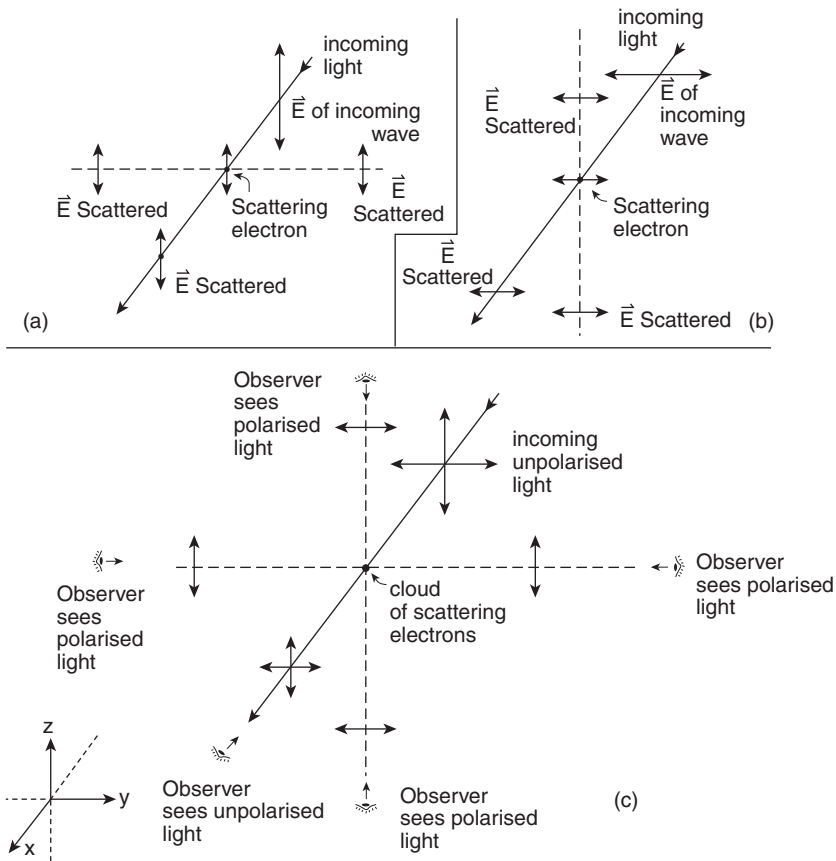 incoming
light
E⃗ of incoming
wave
E⃗ Scattered
Scattering
electron
E⃗
Scattered
E⃗ Scattered
(a)
incoming
light
E⃗
Scattered
E⃗ of
incoming
wave
Scattering
electron
E⃗
Scattered
E⃗ Scattered
(b)
Observer
sees
polarised
light
incoming
unpolarised
light
Observer
sees
polarised
light
cloud
of scattering
electrons
Observer
sees polarised
light
z
y
x
Observer
sees unpolarised
light
Observer
sees polarised
light
(c)